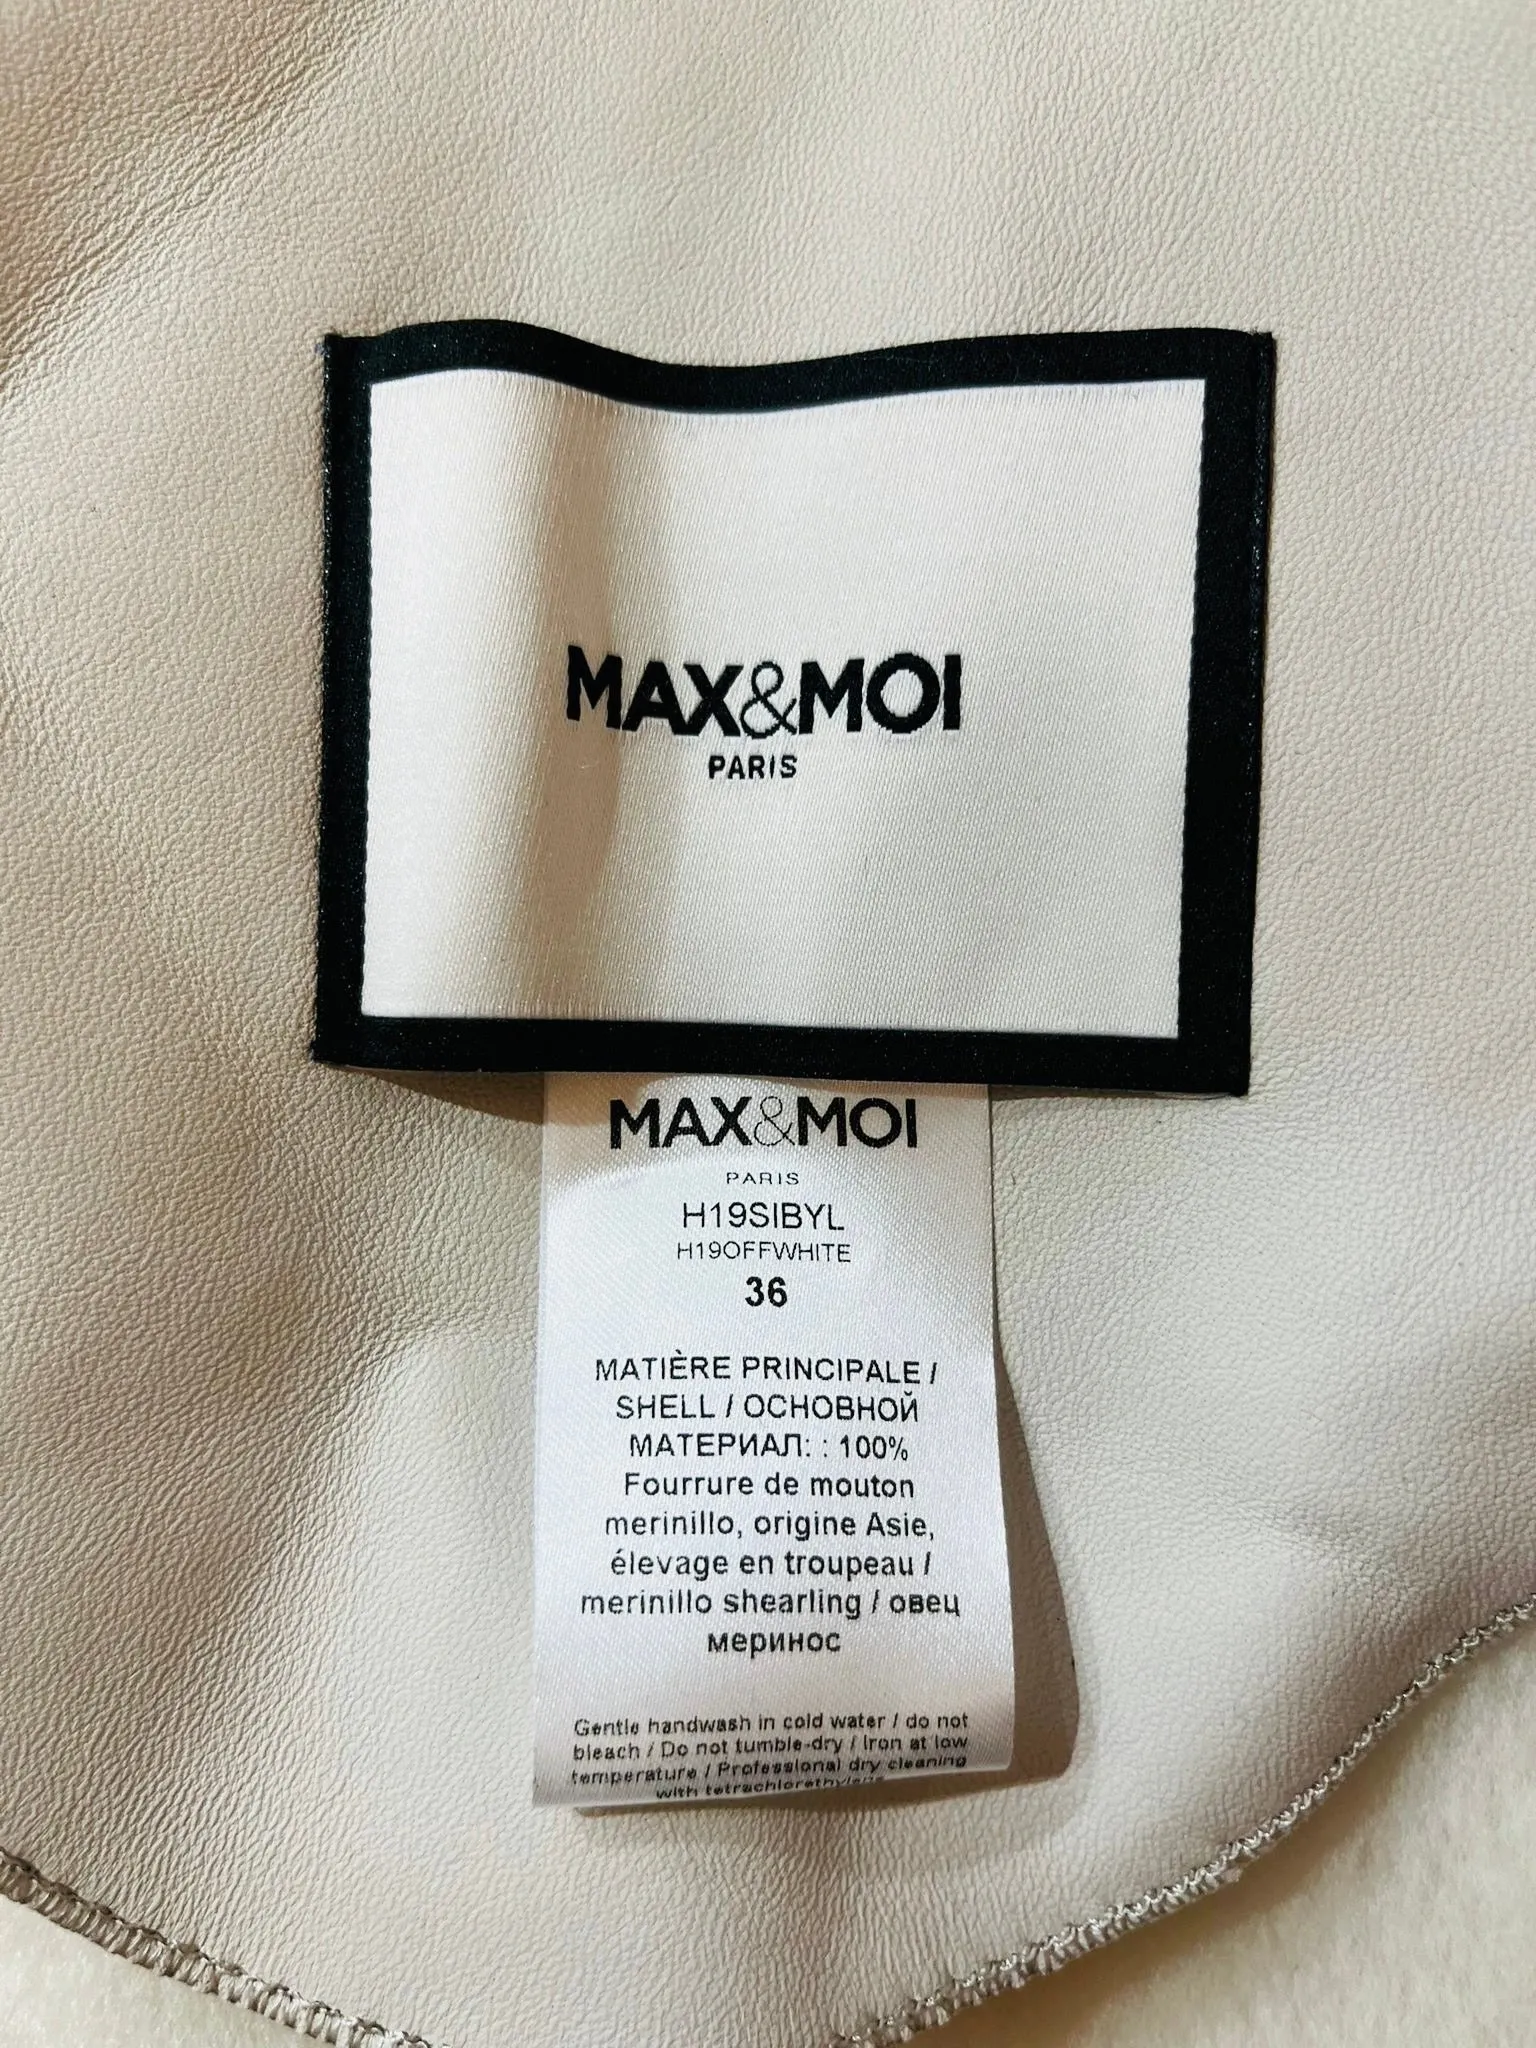 MAX&MOI
PARIS
MAX&MOI
PARIS
H19SIBYL
H19OFFWHITE
36
MATIÈRE PRINCIPALE /
SHELL / ОСНОВНОЙ
МАТЕРИАЛ: : 100%
Fourrure de mouton
merinillo, origine Asie,
élevage en troupeau /
merinillo shearling / овец
меринос
Gentle handwash in cold water / do not
bleach / Do not tumble-dry / Iron at low
temperature / Professional dry cleaning
with tetrachlorethylene